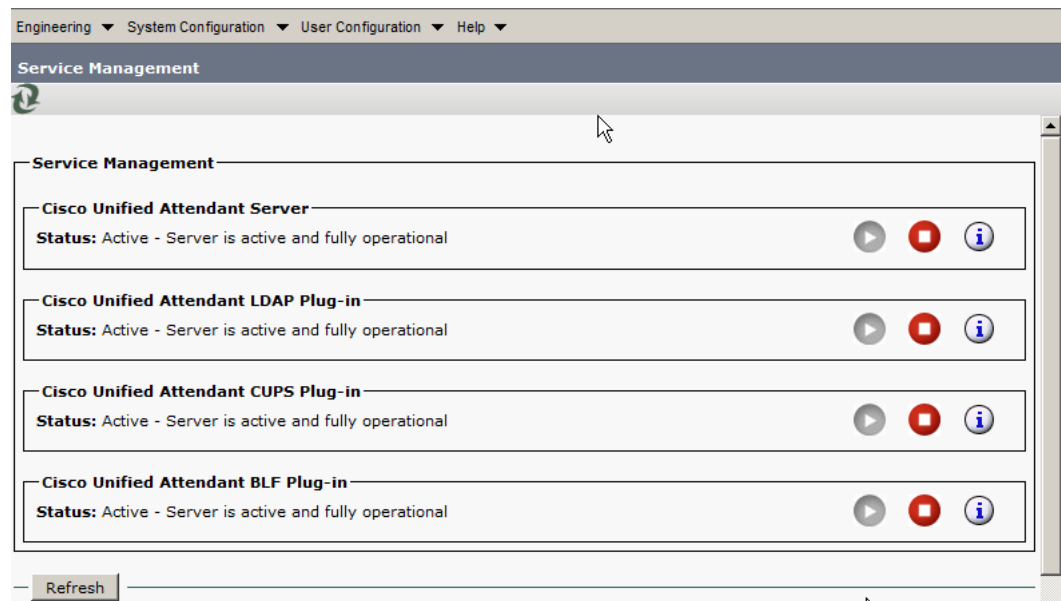 Engineering System Configuration User Configuration Help
Service Management
Service Management
Cisco Unified Attendant Server
Status: Active - Server is active and fully operational
Cisco Unified Attendant LDAP Plug-in
Status: Active - Server is active and fully operational
Cisco Unified Attendant CUPS Plug-in
Status: Active - Server is active and fully operational
Cisco Unified Attendant BLF Plug-in
Status: Active - Server is active and fully operational
Refresh